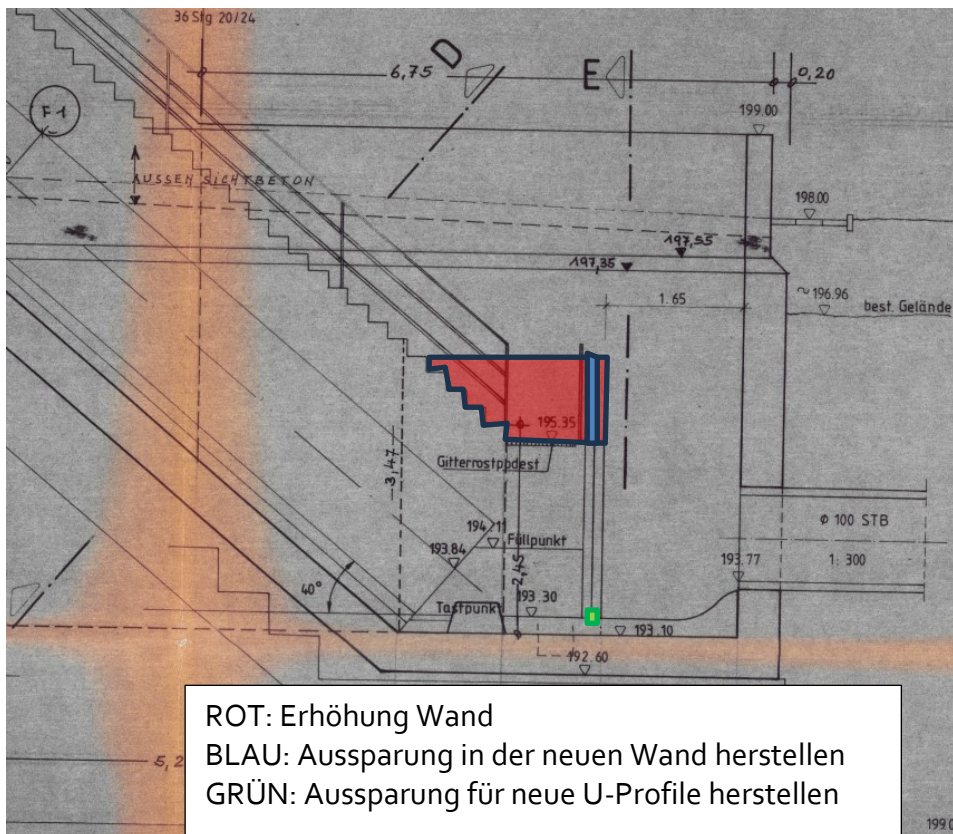 36 Stg 20/24
6,75
D
E
0,20
199.00
F1
AUSSEN SICHTBETON
198.00
197,55
197,35
1.65
~196.96
best. Gelände
195.35
Gitterrostpodest
3,47
194.11
193.84
Füllpunkt
2,45
φ 100 STB
193.77
1:300
40°
Tastpunkt
193.30
193.10
192.60
ROT: Erhöhung Wand
BLAU: Aussparung in der neuen Wand herstellen
GRÜN: Aussparung für neue U-Profile herstellen
5,2
199.0